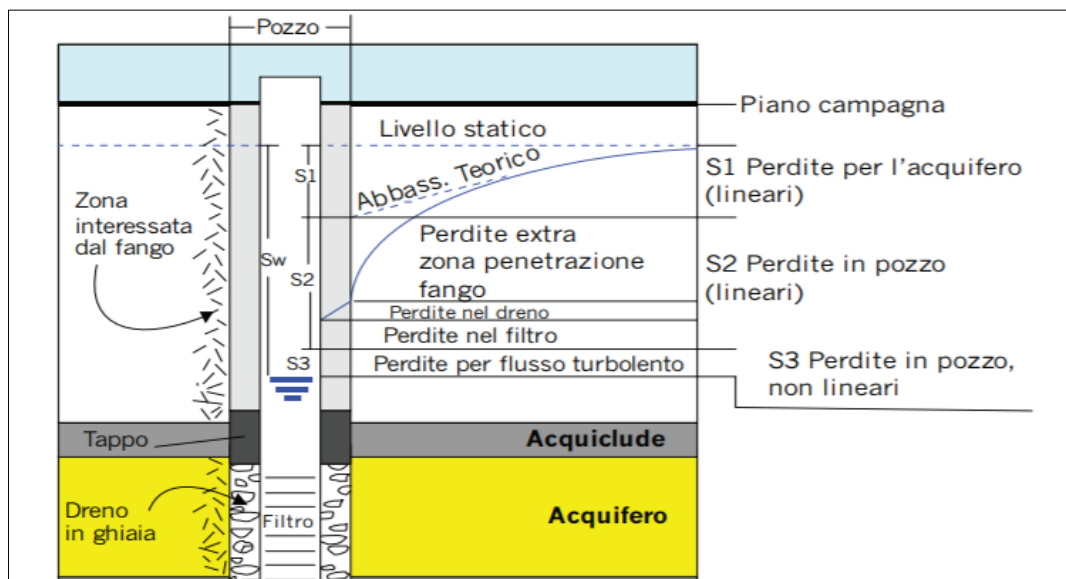 Pozzo
Piano campagna
Livello statico
S1
Abbass. Teorico
S1 Perdite per l'acquifero
(lineari)
Zona
interessata
dal fango
Sw
S2
Perdite extra
zona penetrazione
fango
S2 Perdite in pozzo
(lineari)
Perdite nel dreno
Perdite nel filtro
S3
Perdite per flusso turbolento
S3 Perdite in pozzo,
non lineari
Tappo
Acquiclude
Dreno
in ghiaia
Filtro
Acquifero